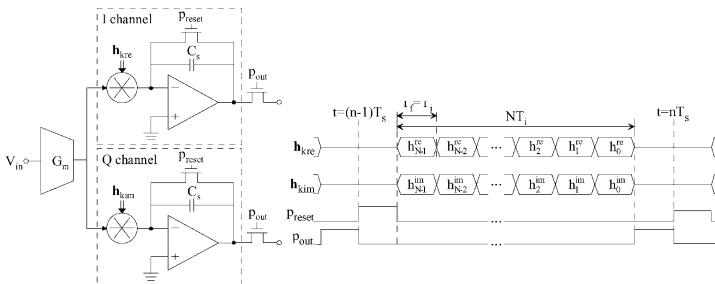 I channel
p_reset
h_kre
C_s
−
+
p_out
V_in
G_m
Q channel
p_reset
h_kim
C_s
−
+
p_out
t=(n-1)T_s
T_f=T_i
NT_i
t=nT_s
h_kre
h^re_N-1 h^re_N-2 ... h^re_2 h^re_1 h^re_0
h_kim
h^im_N-1 h^im_N-2 ... h^im_2 h^im_1 h^im_0
p_reset
...
p_out
...